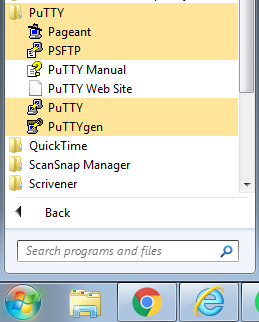 PuTTY
Pageant
PSFTP
PuTTY Manual
PuTTY Web Site
PuTTY
PuTTYgen
QuickTime
ScanSnap Manager
Scrivener
Back
Search programs and files